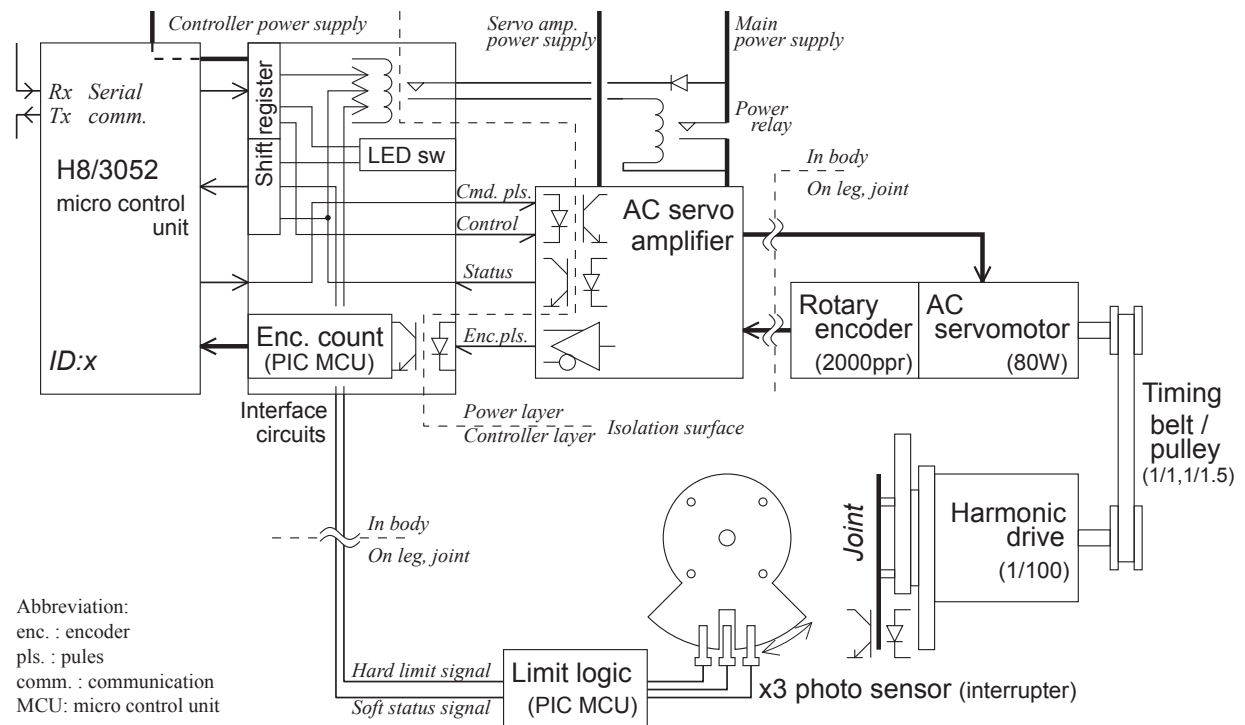 Controller power supply
Servo amp.
power supply
Main
power supply
Rx Serial
Tx comm.
H8/3052
micro control
unit
ID:x
Shift register
LED sw
Power
relay
In body
On leg, joint
Cmd. pls.
Control
Status
Enc.pls.
AC servo
amplifier
Enc. count
(PIC MCU)
Interface
circuits
Power layer
Controller layer
Isolation surface
Rotary
encoder
(2000ppr)
AC
servomotor
(80W)
Timing
belt /
pulley
(1/1,1/1.5)
Joint
Harmonic
drive
(1/100)
In body
On leg, joint
Abbreviation:
enc. : encoder
pls. : pules
comm. : communication
MCU: micro control unit
Hard limit signal
Soft status signal
Limit logic
(PIC MCU)
x3 photo sensor (interrupter)